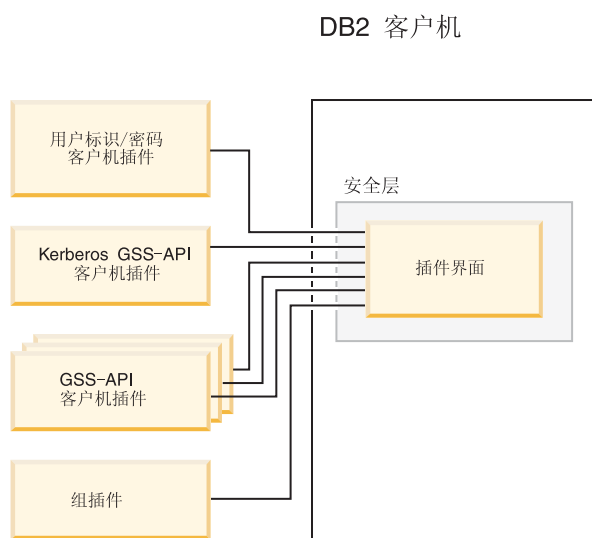 DB2 客户机
用户标识/密码
客户机插件
安全层
Kerberos GSS-API
客户机插件
插件界面
GSS-API
客户机插件
组插件